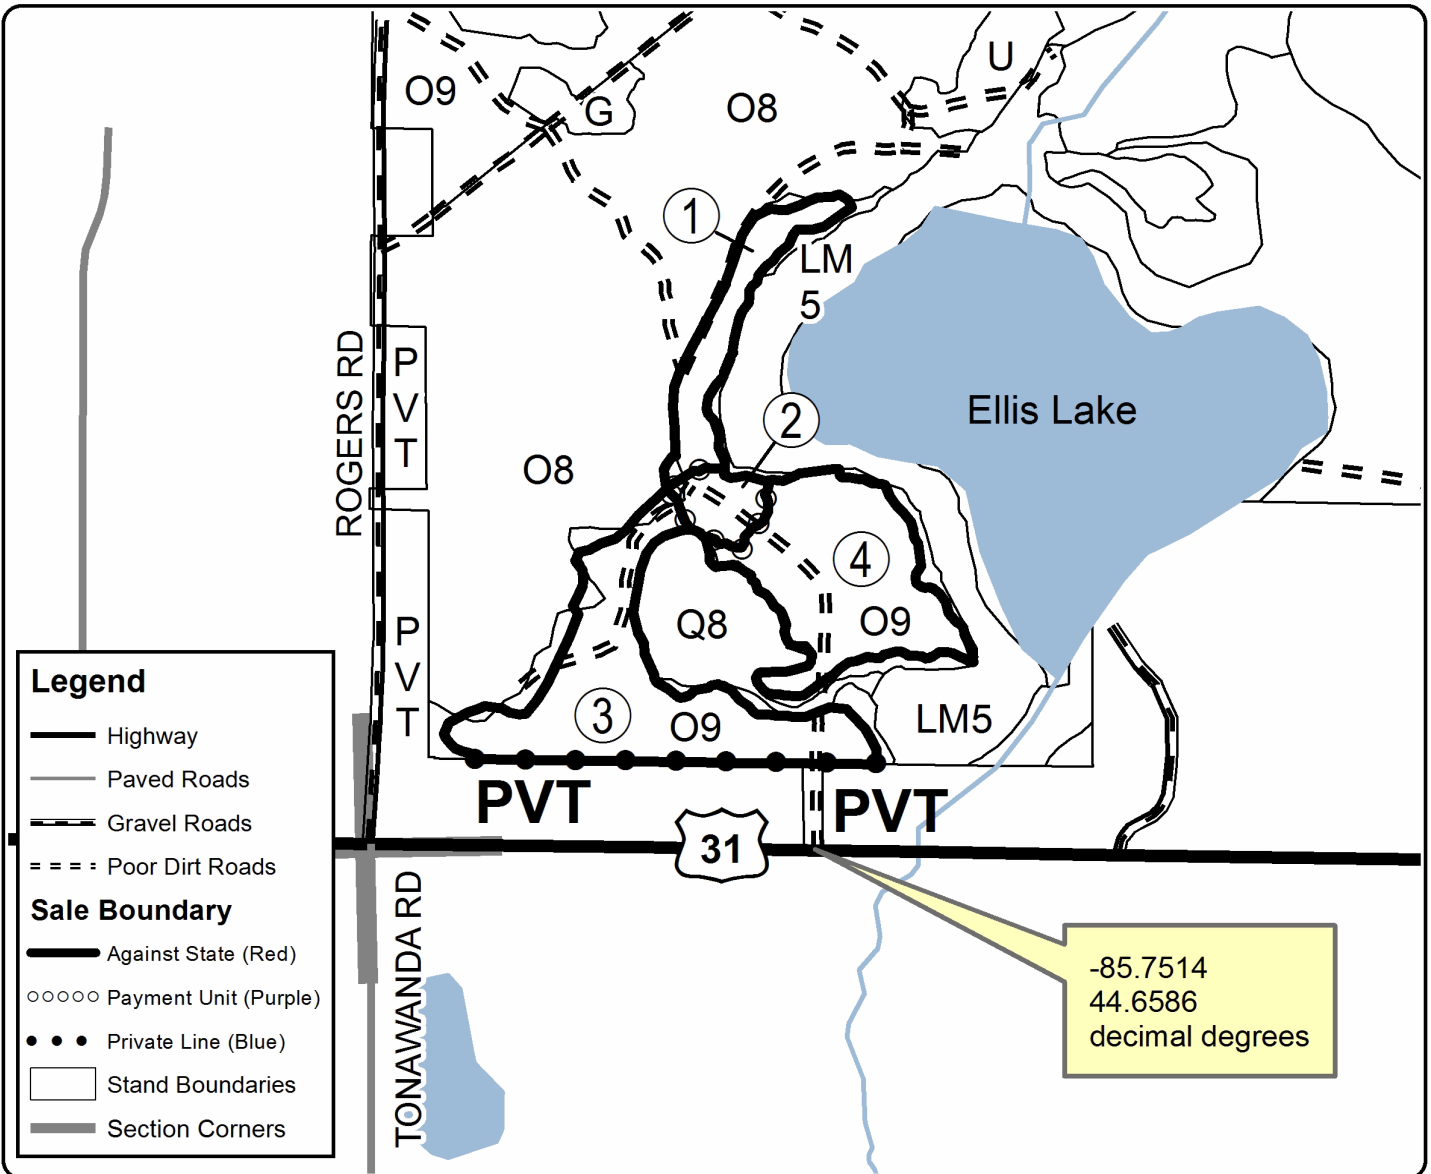 O9
G
O8
U
1
LM
5
ROGERS RD
P
V
T
2
Ellis Lake
O8
4
O9
Q8
P
V
T
3
O9
LM5
PVT
PVT
31
TONAWANDA RD
-85.7514
44.6586
decimal degrees
Legend
Highway
Paved Roads
Gravel Roads
Poor Dirt Roads
Sale Boundary
Against State (Red)
Payment Unit (Purple)
Private Line (Blue)
Stand Boundaries
Section Corners